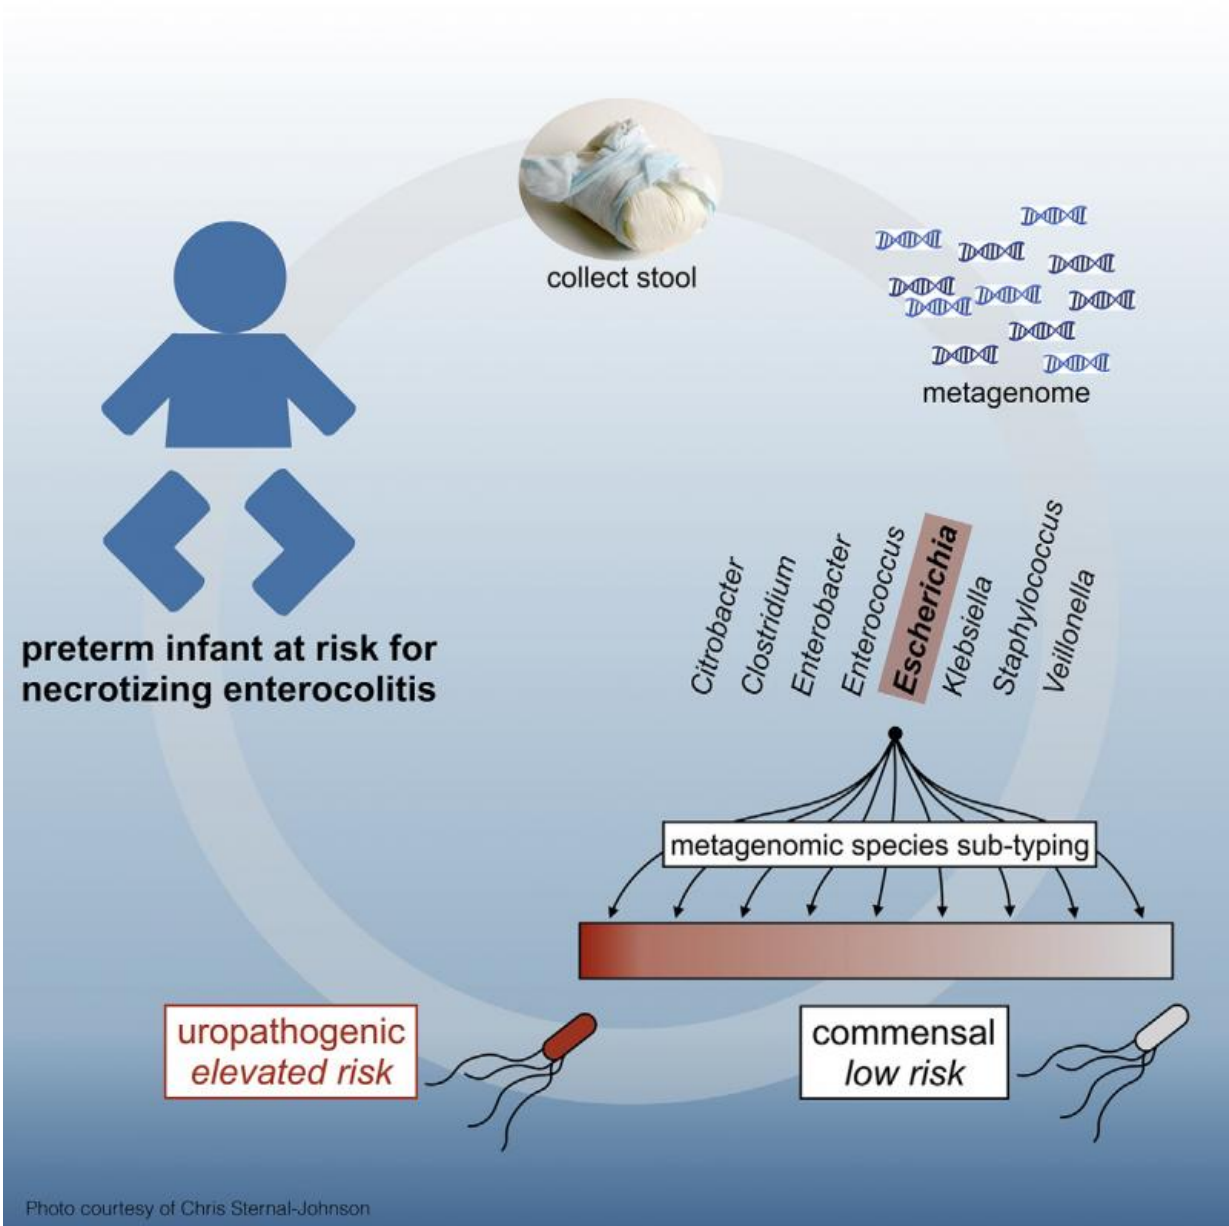 collect stool
metagenome
preterm infant at risk for
necrotizing enterocolitis
Citrobacter
Clostridium
Enterobacter
Enterococcus
Escherichia
Klebsiella
Staphylococcus
Veillonella
metagenomic species sub-typing
uropathogenic
elevated risk
commensal
low risk
Photo courtesy of Chris Sternal-Johnson